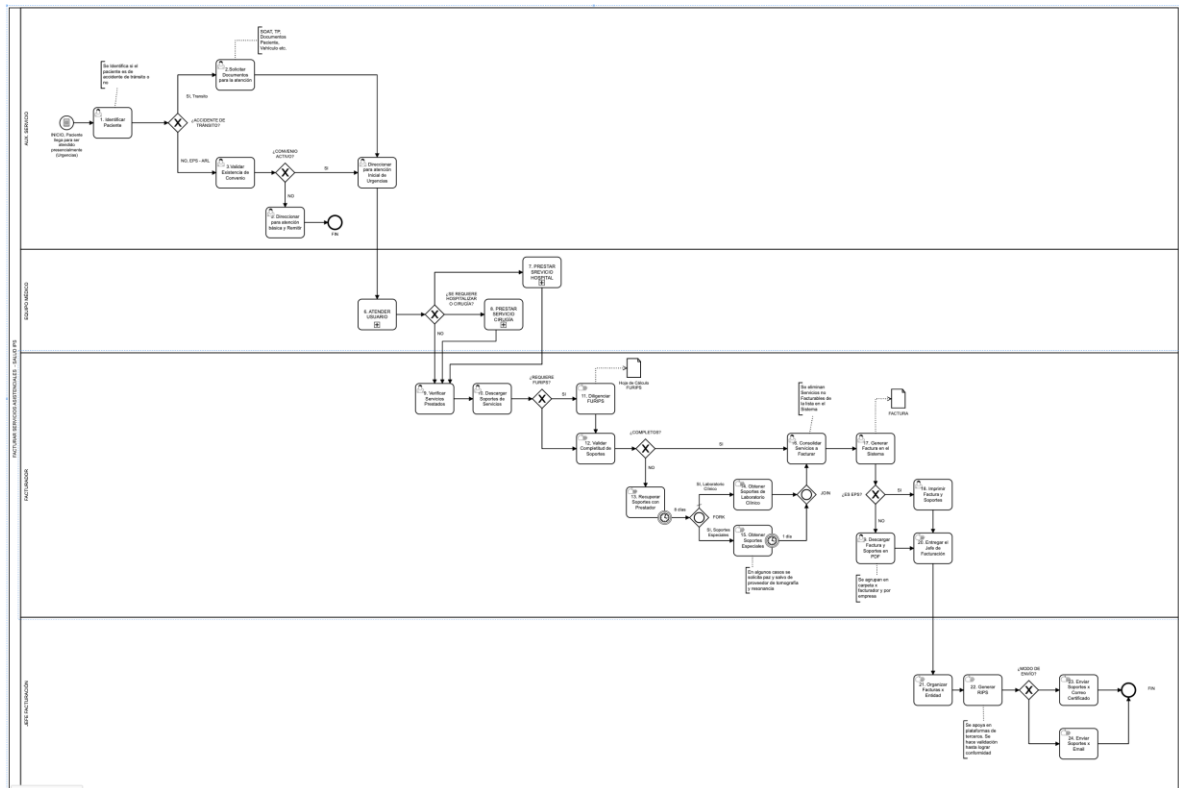 FACTURAR SERVICIOS ASISTENCIALES - SALUD IPS
AUX. SERVICIO
SOAT, TP,
Documentos
Paciente,
Vehículo etc.
Se identifica si el
paciente es de
accidente de tránsito o
no
2. Solicitar
Documentos
para la atención
SI, Transito
1. Identificar
Paciente
¿ACCIDENTE DE
TRÁNSITO?
INICIO, Paciente
llega para ser
atendido
presencialmente
(Urgencias)
NO, EPS - ARL
3. Validar
Existencia de
Convenio
¿CONVENIO
ACTIVO?
SI
Direccionar
para atención
Inicial de
Urgencias
NO
Direccionar
para atención
básica y Remitir
FIN
EQUIPO MÉDICO
7. PRESTAR
SREVICIO
HOSPITAL
¿SE REQUIERE
HOSPITALIZAR
O CIRUGÍA?
6. ATENDER
USUARIO
8. PRESTAR
SERVICIO
CIRUGÍA
NO
FACTURADOR
Verificar
Servicios
Prestados
Descargar
Soportes de
Servicios
¿REQUIERE
FURIPS?
SI
11. Diligenciar
FURIPS
Hoja de Cálculo
FURIPS
12. Validar
Completitud de
Soportes
¿COMPLETOS?
SI
NO
Se eliminan
Servicios no
Facturables de
la lista en el
Sistema
Consolidar
Servicios a
Facturar
17. Generar
Factura en el
Sistema
FACTURA
13. Recuperar
Soportes con
Prestador
días
FORK
SI, Laboratorio
Clínico
Obtener
Soportes de
Laboratorio
Clínico
SI, Soportes
Especiales
15. Obtener
Soportes
Especiales
1 día
JOIN
En algunos casos se
solicita paz y salvo de
proveedor de tomografía
y resonancia
¿ES EPS?
SI
Imprimir
Factura y
Soportes
NO
Descargar
Factura y
Soportes en
PDF
20. Entregar al
Jefe de
Facturación
Se agrupan en
carpeta x
facturador y por
empresa
JEFE FACTURACIÓN
21. Organizar
Facturas x
Entidad
22. Generar
RIPS
¿MODO DE
ENVÍO?
23. Enviar
Soportes x
Correo
Certificado
FIN
24. Enviar
Soportes x
Email
Se apoya en
plataformas de
terceros. Se
hace validación
hasta lograr
conformidad